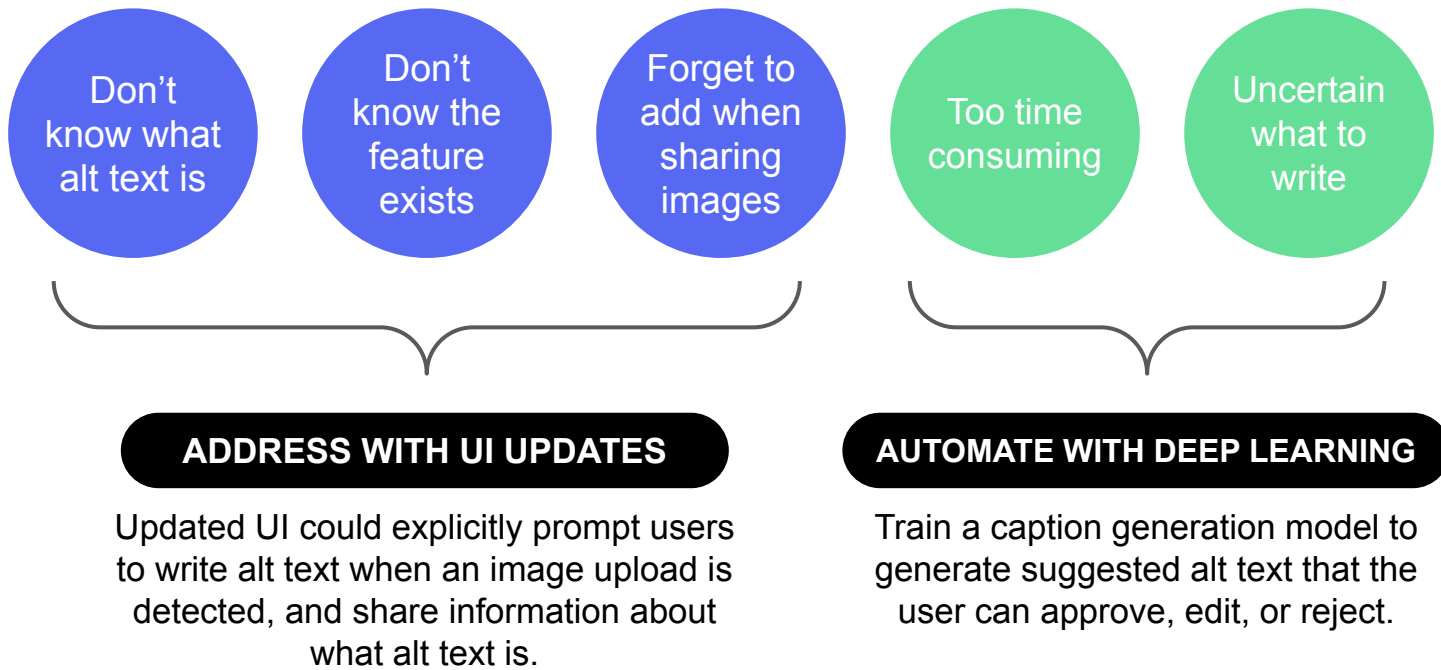 Don’t
know what
alt text is
Don’t
know the
feature
exists
Forget to
add when
sharing
images
Too time
consuming
Uncertain
what to
write
ADDRESS WITH UI UPDATES
Updated UI could explicitly prompt users
to write alt text when an image upload is
detected, and share information about
what alt text is.
AUTOMATE WITH DEEP LEARNING
Train a caption generation model to
generate suggested alt text that the
user can approve, edit, or reject.